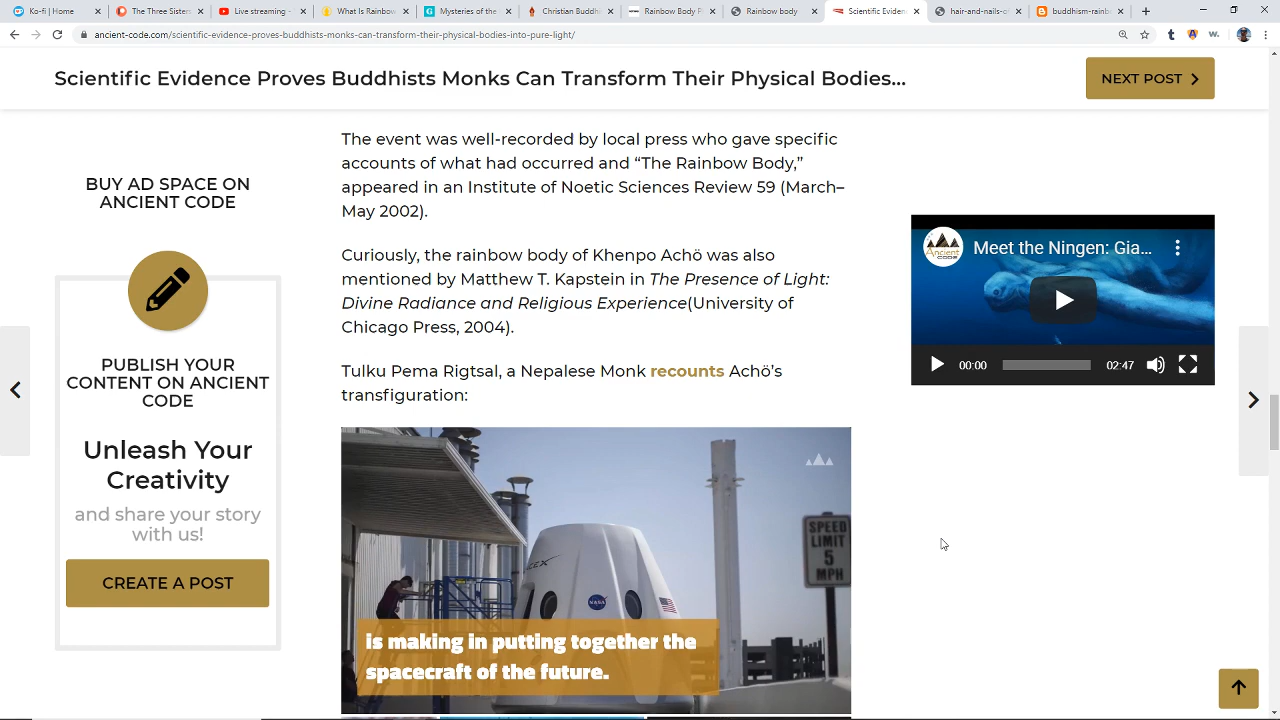 Ko-fi | Home
The Three Sisters
Live streaming -
What Is Rainbow
Mysteries of the
Christian Buddh
Rainbow Body P
Rainbow body
Scientific Eviden
hair-and-nails-o
buddhism-rainb
ancient-code.com/scientific-evidence-proves-buddhists-monks-can-transform-their-physical-bodies-into-pure-light/
Scientific Evidence Proves Buddhists Monks Can Transform Their Physical Bodies...
NEXT POST
BUY AD SPACE ON
ANCIENT CODE
PUBLISH YOUR
CONTENT ON ANCIENT
CODE
Unleash Your
Creativity
and share your story
with us!
CREATE A POST
The event was well-recorded by local press who gave specific
accounts of what had occurred and “The Rainbow Body,”
appeared in an Institute of Noetic Sciences Review 59 (March–
May 2002).
Curiously, the rainbow body of Khenpo Achö was also
mentioned by Matthew T. Kapstein in The Presence of Light:
Divine Radiance and Religious Experience(University of
Chicago Press, 2004).
Tulku Pema Rigtsal, a Nepalese Monk recounts Achö’s
transfiguration:
NASA
SPEED
LIMIT
5
MPH
is making in putting together the
spacecraft of the future.
Ancient
Meet the Ningen: Gia...
00:00
02:47